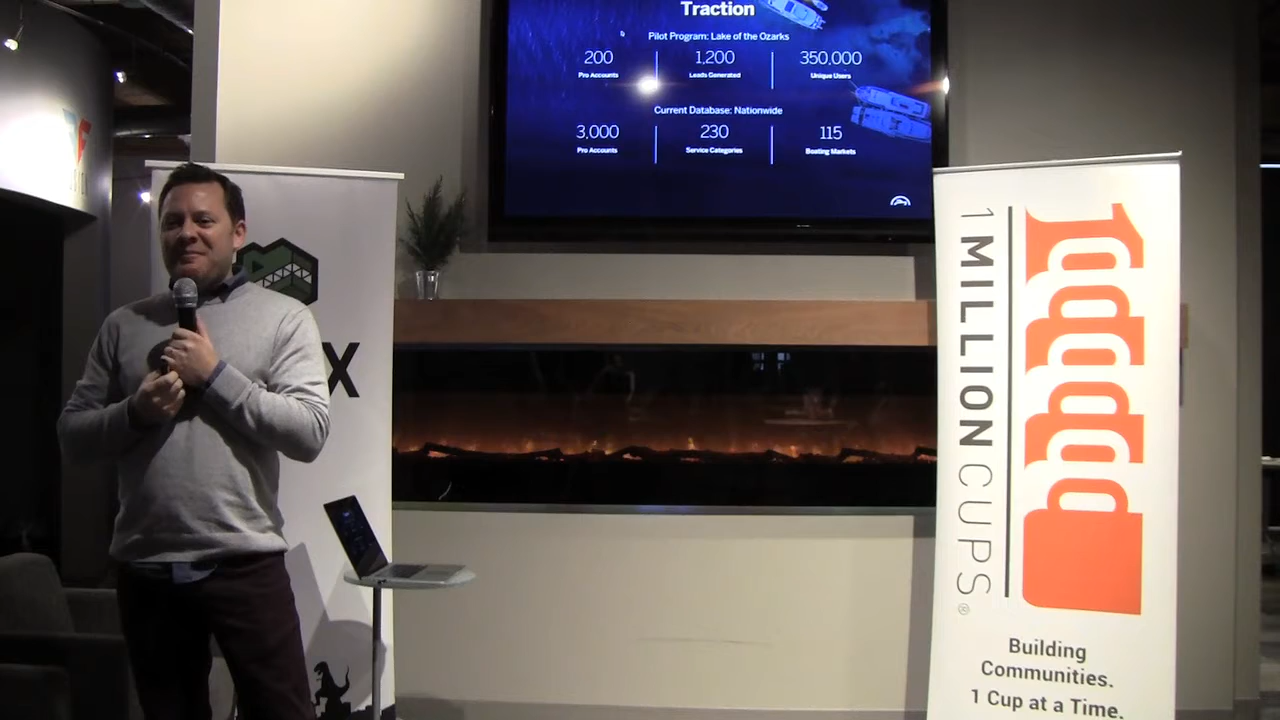 Traction
Pilot Program: Lake of the Ozarks
200
Pro Accounts
1,200
Leads Generated
350,000
Unique Users
Current Database: Nationwide
3,000
Pro Accounts
230
Service Categories
115
Boating Markets
X
1 MILLION CUPS®
Building
Communities.
1 Cup at a Time.